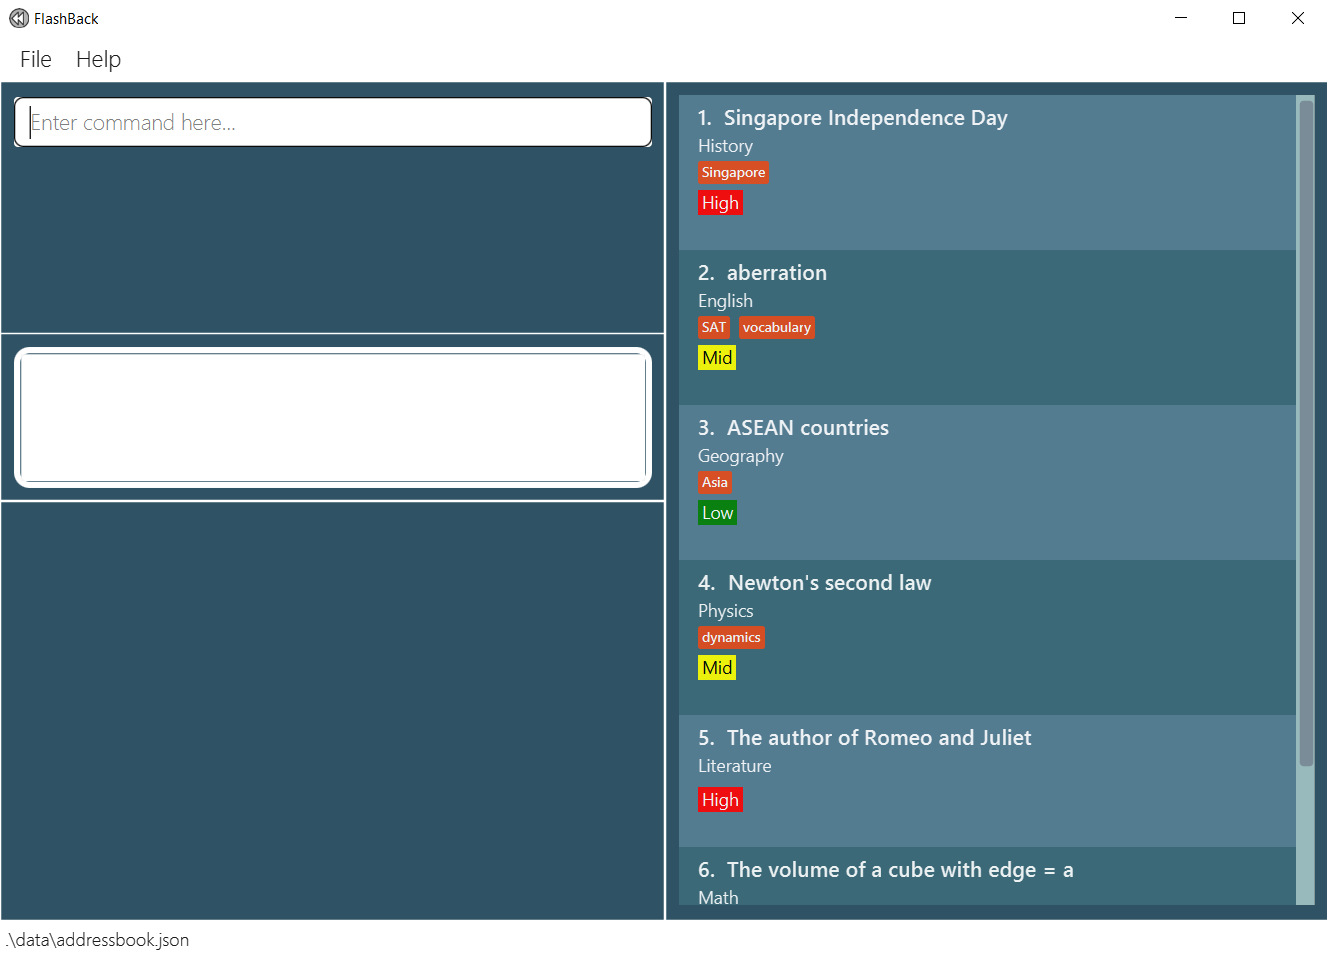 FlashBack
File Help
Enter command here...
1. Singapore Independence Day
History
Singapore
High
2. aberration
English
SAT vocabulary
Mid
3. ASEAN countries
Geography
Asia
Low
4. Newton's second law
Physics
dynamics
Mid
5. The author of Romeo and Juliet
Literature
High
6. The volume of a cube with edge = a
Math
.\data\addressbook.json